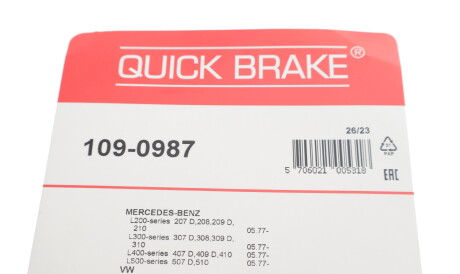 QUICK BRAKE®
109-0987
26/23
5 706021 005318
PAP
EAC
MERCEDES-BENZ
L200-series 207 D,208,209 D,
210 05.77-
L300-series 307 D,308,309 D,
310 05.77-
L400-series 407 D,409 D,410 05.77-
L500-series 507 D,510 05.77-
VW